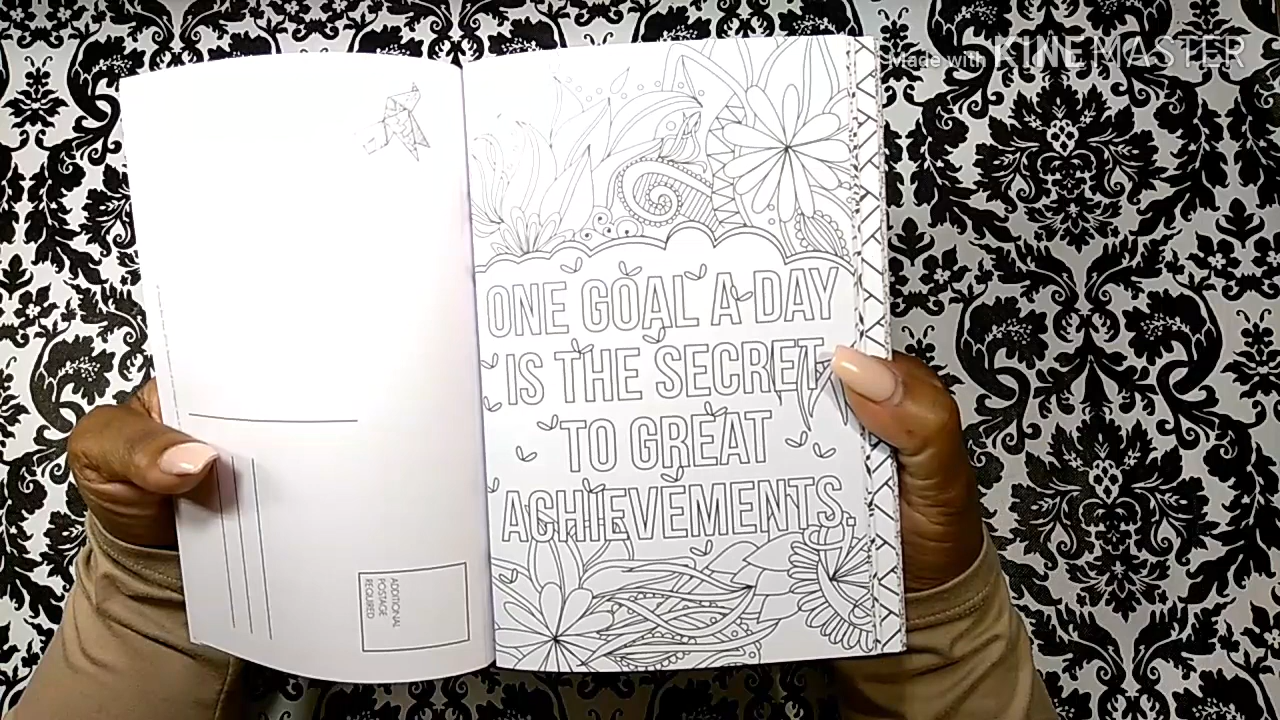 Made with KINEMASTER
ONE GOAL A DAY
IS THE SECRET
TO GREAT
ACHIEVEMENTS.
ADDITIONAL
POSTAGE
REQUIRED